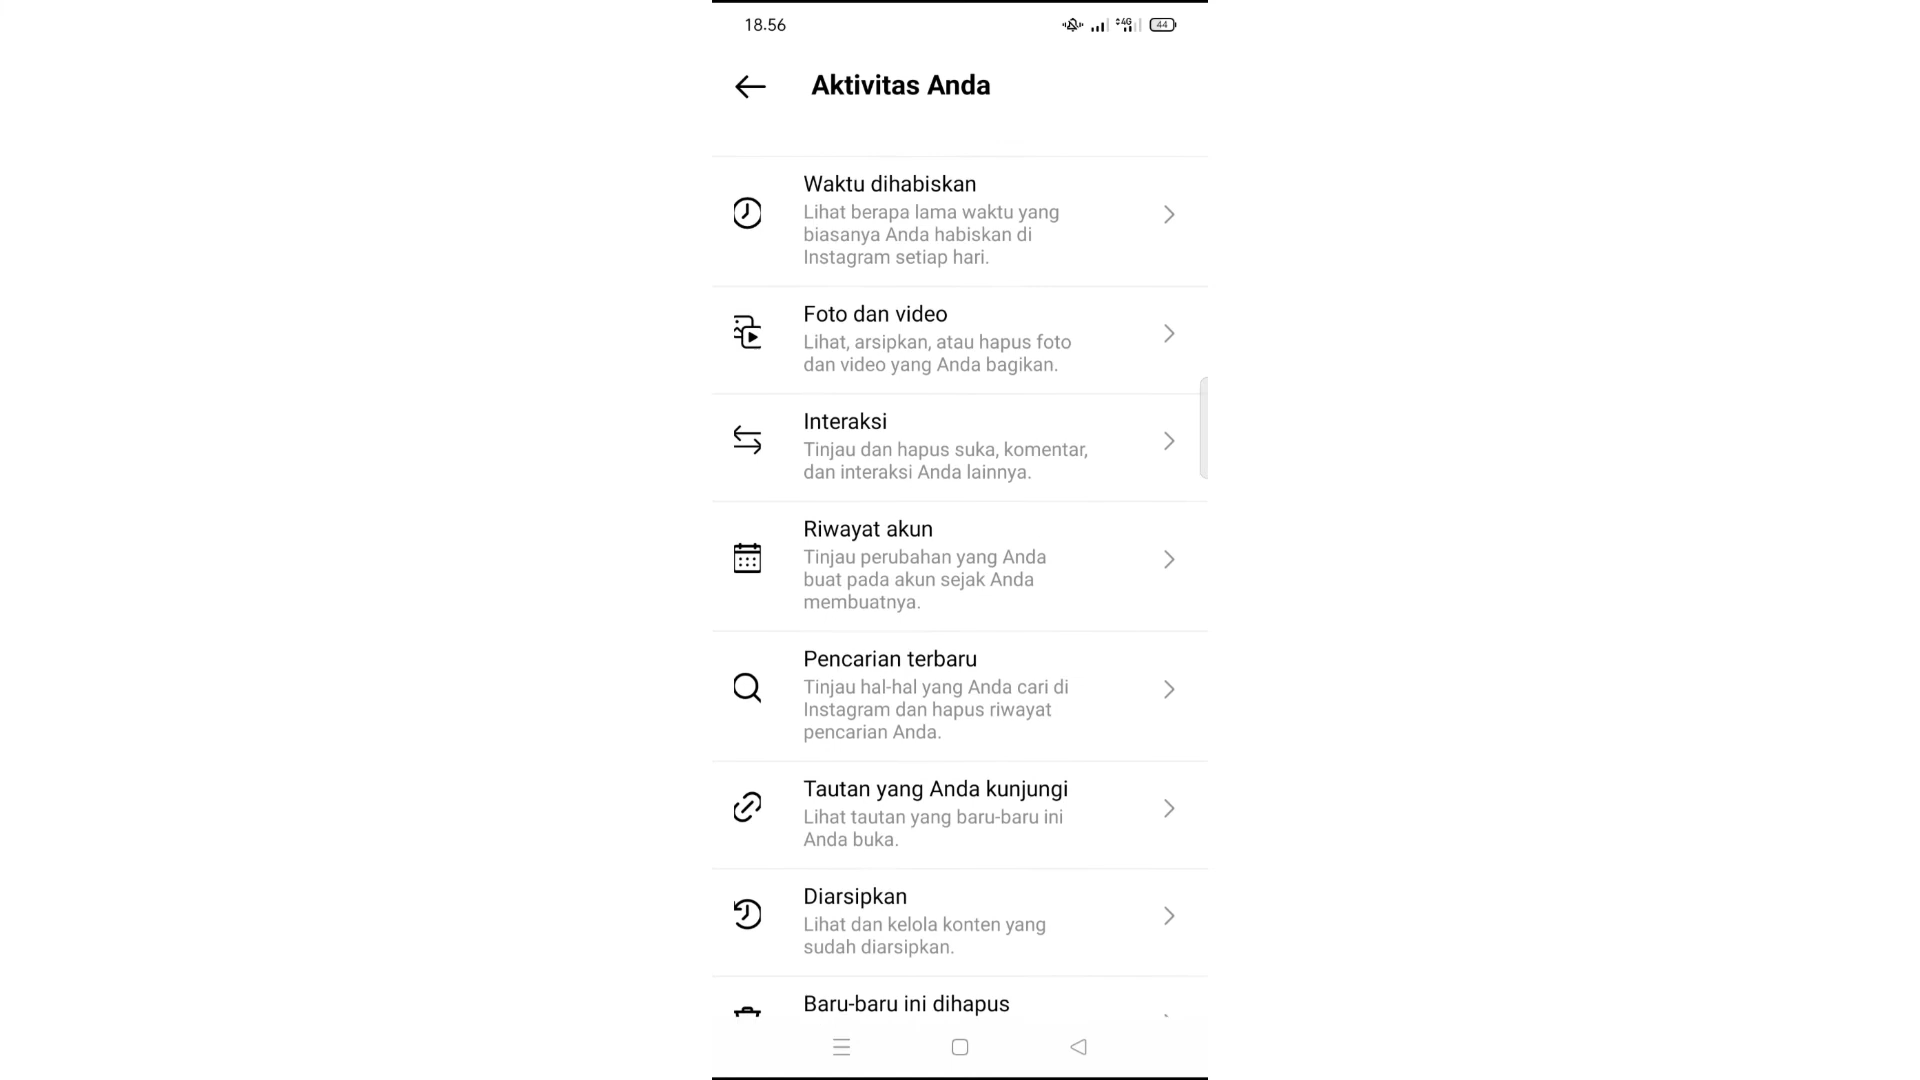 18.56
4G
44
Aktivitas Anda
Waktu dihabiskan
Lihat berapa lama waktu yang
biasanya Anda habiskan di
Instagram setiap hari.
Foto dan video
Lihat, arsipkan, atau hapus foto
dan video yang Anda bagikan.
Interaksi
Tinjau dan hapus suka, komentar,
dan interaksi Anda lainnya.
Riwayat akun
Tinjau perubahan yang Anda
buat pada akun sejak Anda
membuatnya.
Pencarian terbaru
Tinjau hal-hal yang Anda cari di
Instagram dan hapus riwayat
pencarian Anda.
Tautan yang Anda kunjungi
Lihat tautan yang baru-baru ini
Anda buka.
Diarsipkan
Lihat dan kelola konten yang
sudah diarsipkan.
Baru-baru ini dihapus